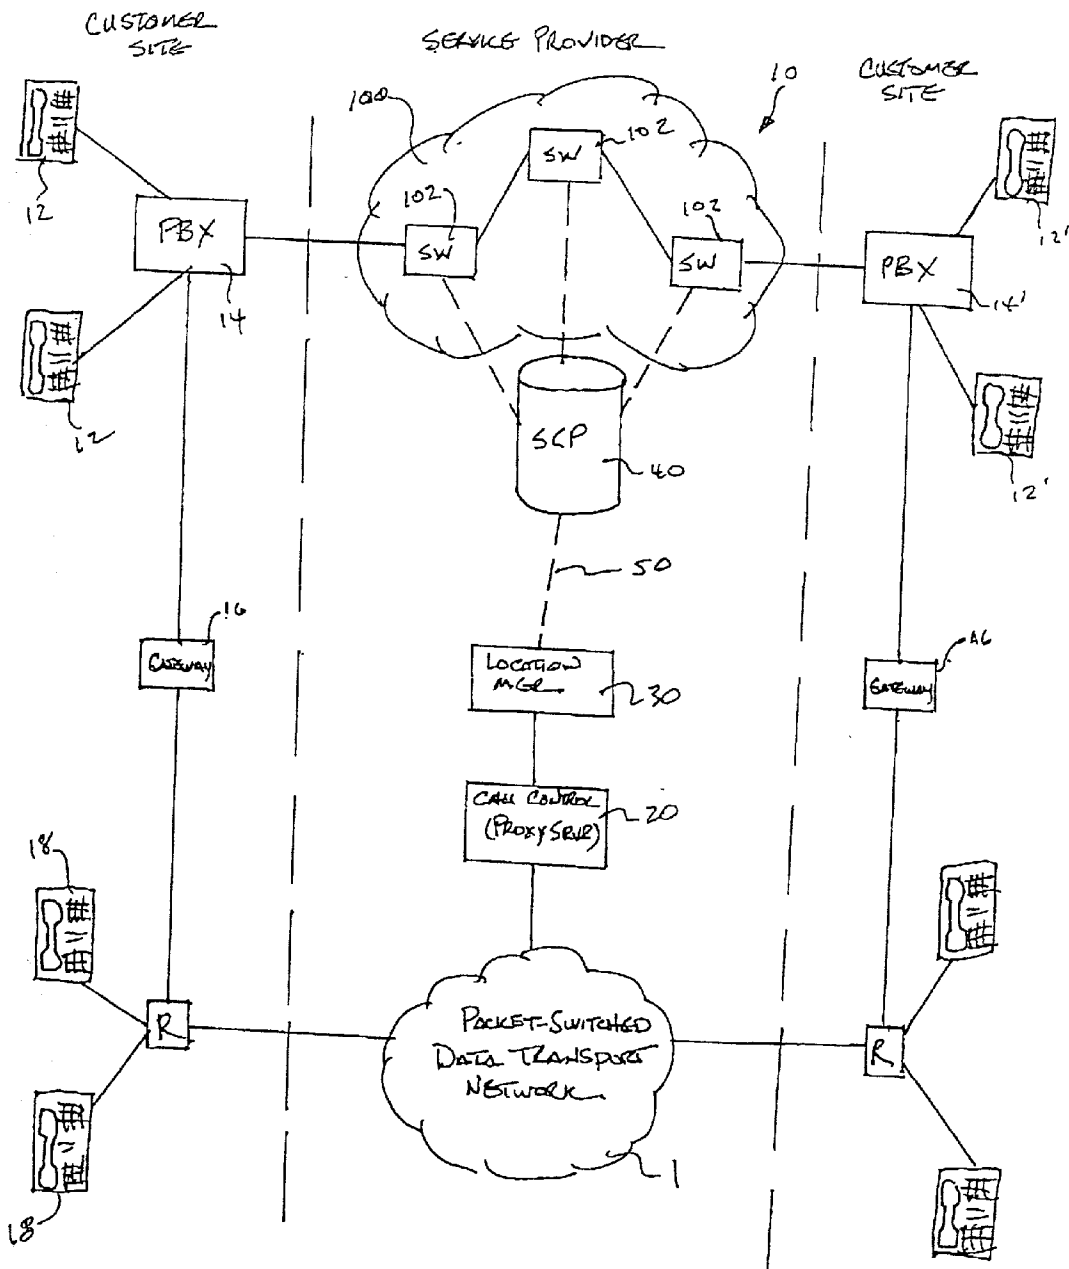 CUSTOMER
SITE
SERVICE PROVIDER
CUSTOMER
SITE
10
100
102
SW
12
102
SW
102
SW
12'
PBX
14
PBX
14'
12
SCP
40
12'
50
16
GATEWAY
LOCATION
MGR.
30
16
GATEWAY
CALL CONTROL
(PROXY SRVR)
20
18
R
PACKET-SWITCHED
DATA TRANSPORT
NETWORK
1
R
18